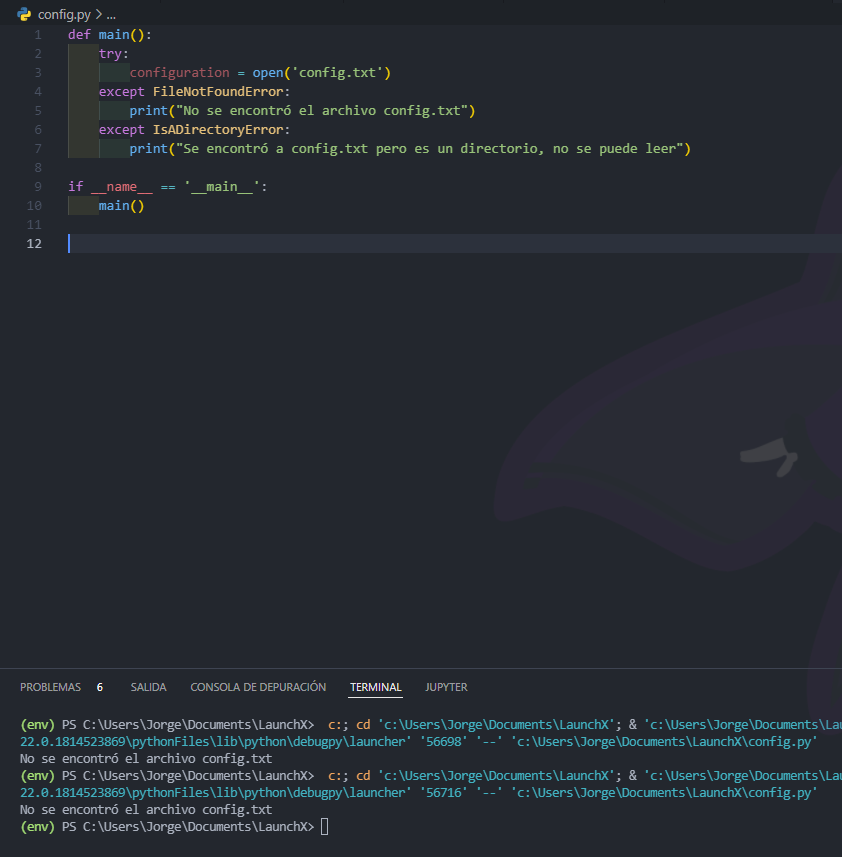 config.py > ...
1 def main():
2     try:
3         configuration = open('config.txt')
4     except FileNotFoundError:
5         print("No se encontró el archivo config.txt")
6     except IsADirectoryError:
7         print("Se encontró a config.txt pero es un directorio, no se puede leer")
8
9 if __name__ == '__main__':
10     main()
11
12
PROBLEMAS 6 SALIDA CONSOLA DE DEPURACIÓN TERMINAL JUPYTER
(env) PS C:\Users\Jorge\Documents\LaunchX>  c:; cd 'c:\Users\Jorge\Documents\LaunchX'; & 'c:\Users\Jorge\Documents\La
22.0.1814523869\pythonFiles\lib\python\debugpy\launcher' '56698' '--' 'c:\Users\Jorge\Documents\LaunchX\config.py'
No se encontró el archivo config.txt
(env) PS C:\Users\Jorge\Documents\LaunchX>  c:; cd 'c:\Users\Jorge\Documents\LaunchX'; & 'c:\Users\Jorge\Documents\La
22.0.1814523869\pythonFiles\lib\python\debugpy\launcher' '56716' '--' 'c:\Users\Jorge\Documents\LaunchX\config.py'
No se encontró el archivo config.txt
(env) PS C:\Users\Jorge\Documents\LaunchX>